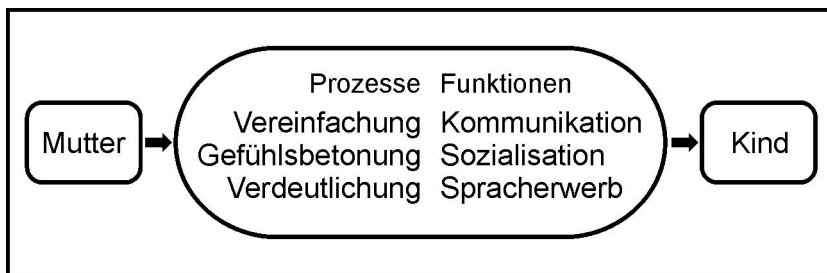 Mutter
Prozesse Funktionen
Vereinfachung Kommunikation
Gefühlsbetonung Sozialisation
Verdeutlichung Spracherwerb
Kind